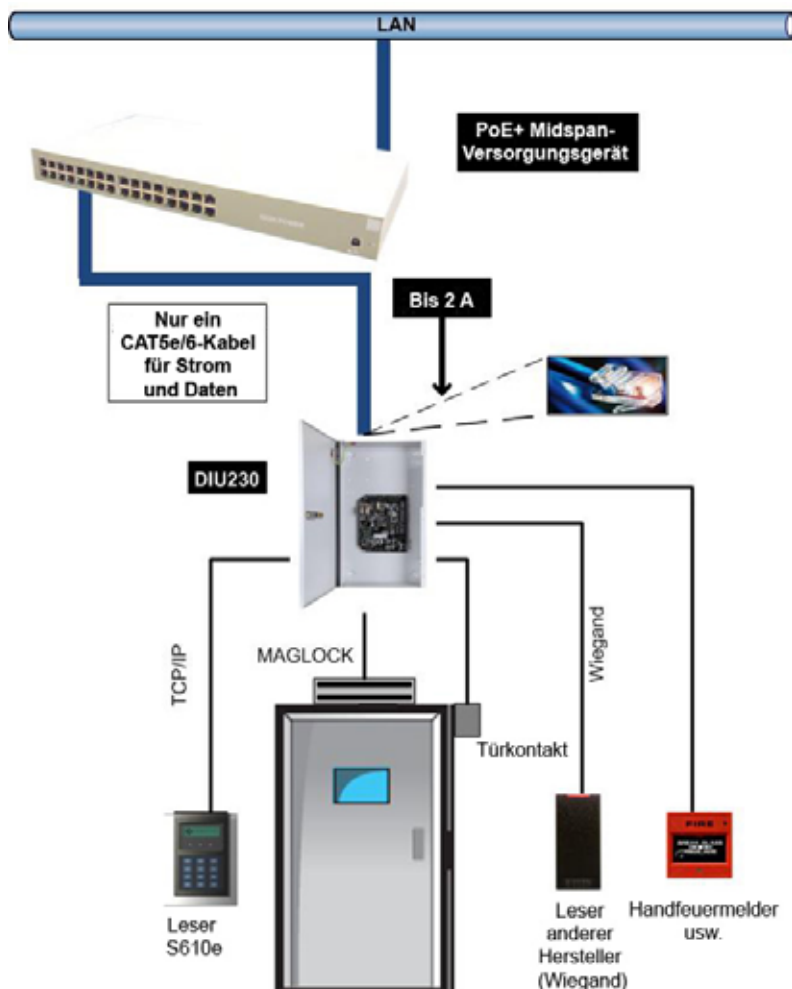 LAN
PoE+ Midspan-
Versorgungsgerät
Bis 2 A
Nur ein
CAT5e/6-Kabel
für Strom
und Daten
DIU230
TCP/IP
MAGLOCK
Wiegand
Türkontakt
FIRE
Leser
S610e
Leser
anderer
Hersteller
(Wiegand)
Handfeuermelder
usw.